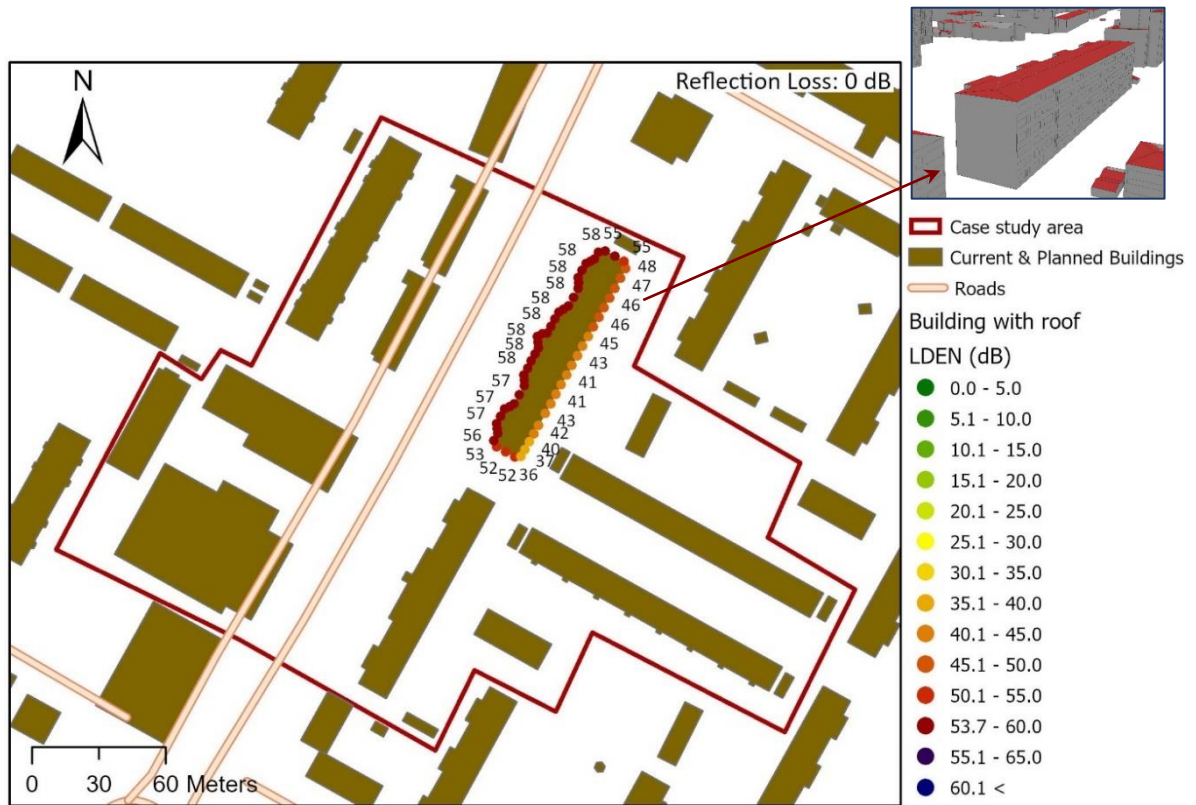 Reflection Loss: 0 dB
N
58
55
55
58
48
58
47
58
46
58
46
58
45
58
43
58
41
57
41
57
43
57
42
56
40
53
37
52
52
36
0
30
60 Meters
Case study area
Current & Planned Buildings
Roads
Building with roof
LDEN (dB)
0.0 - 5.0
5.1 - 10.0
10.1 - 15.0
15.1 - 20.0
20.1 - 25.0
25.1 - 30.0
30.1 - 35.0
35.1 - 40.0
40.1 - 45.0
45.1 - 50.0
50.1 - 55.0
53.7 - 60.0
55.1 - 65.0
60.1 <